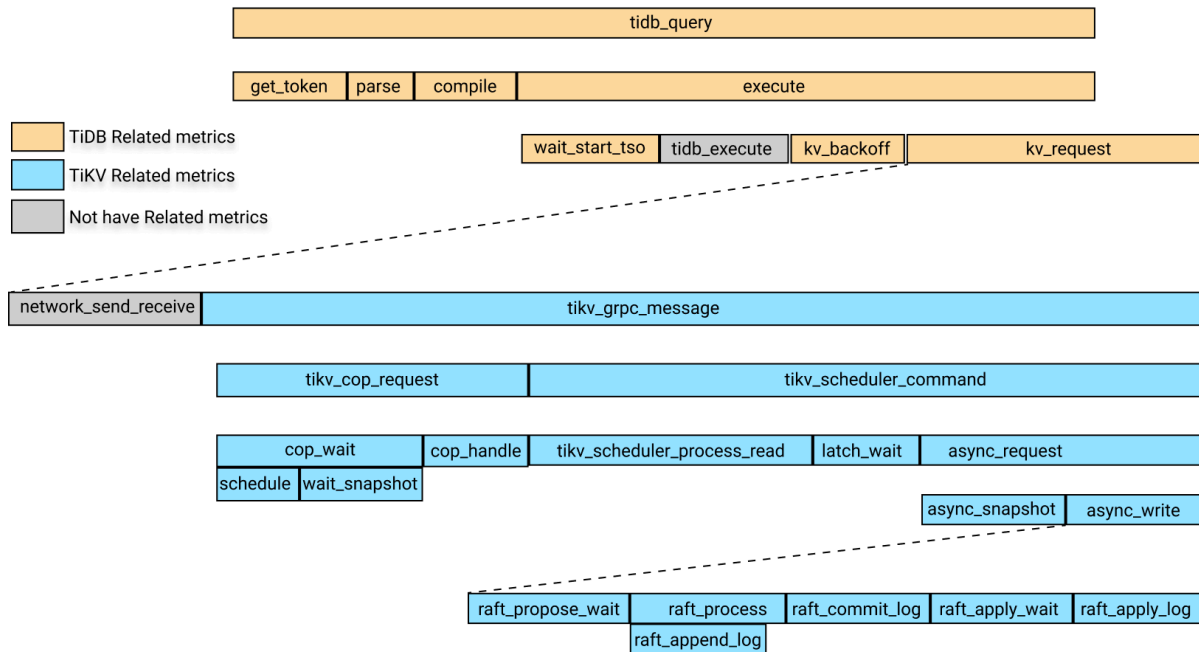 tidb_query
get_token parse compile execute
TiDB Related metrics
wait_start_tso tidb_execute kv_backoff kv_request
TiKV Related metrics
Not have Related metrics
network_send_receive tikv_grpc_message
tikv_cop_request tikv_scheduler_command
cop_wait cop_handle tikv_scheduler_process_read latch_wait async_request
schedule wait_snapshot
async_snapshot async_write
raft_propose_wait raft_process raft_commit_log raft_apply_wait raft_apply_log
raft_append_log